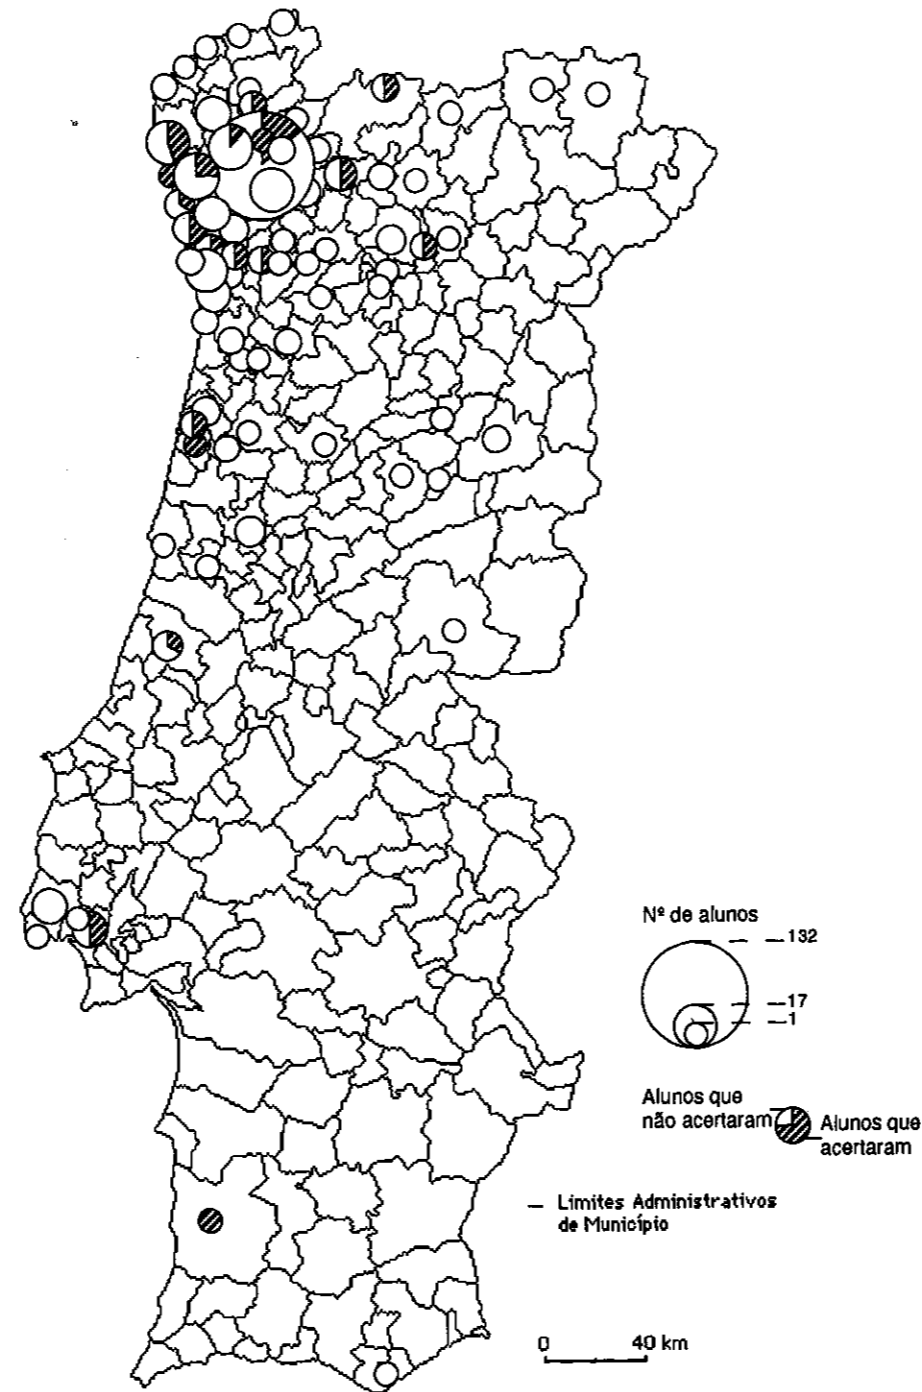 Nº de alunos
132
17
1
Alunos que
não acertaram
Alunos que
acertaram
Limites Administrativos
de Município
0 40 km